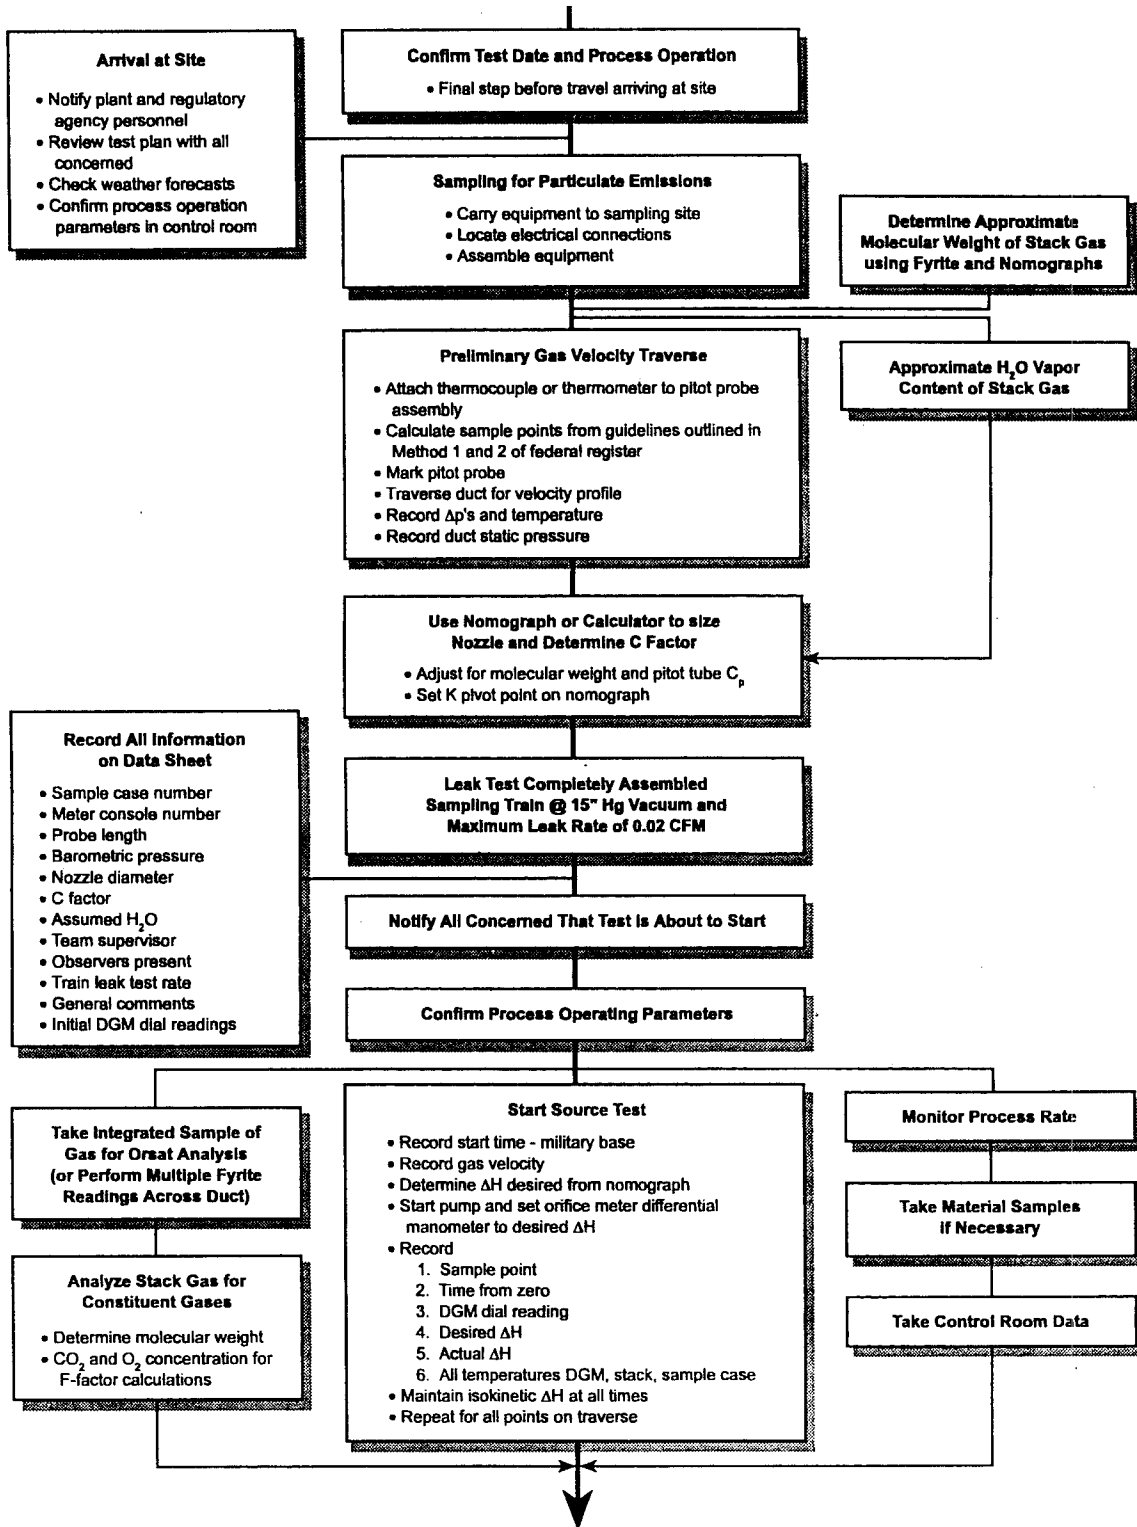 Confirm Test Date and Process Operation
• Final step before travel arriving at site
Arrival at Site
• Notify plant and regulatory
agency personnel
• Review test plan with all
concerned
• Check weather forecasts
• Confirm process operation
parameters in control room
Sampling for Particulate Emissions
• Carry equipment to sampling site
• Locate electrical connections
• Assemble equipment
Determine Approximate
Molecular Weight of Stack Gas
using Fyrite and Nomographs
Preliminary Gas Velocity Traverse
• Attach thermocouple or thermometer to pitot probe
assembly
• Calculate sample points from guidelines outlined in
Method 1 and 2 of federal register
• Mark pitot probe
• Traverse duct for velocity profile
• Record Δp's and temperature
• Record duct static pressure
Approximate H₂O Vapor
Content of Stack Gas
Use Nomograph or Calculator to size
Nozzle and Determine C Factor
• Adjust for molecular weight and pitot tube Cₚ
• Set K pivot point on nomograph
Record All Information
on Data Sheet
• Sample case number
• Meter console number
• Probe length
• Barometric pressure
• Nozzle diameter
• C factor
• Assumed H₂O
• Team supervisor
• Observers present
• Train leak test rate
• General comments
• Initial DGM dial readings
Leak Test Completely Assembled
Sampling Train @ 15" Hg Vacuum and
Maximum Leak Rate of 0.02 CFM
Notify All Concerned That Test is About to Start
Confirm Process Operating Parameters
Take Integrated Sample of
Gas for Orsat Analysis
(or Perform Multiple Fyrite
Readings Across Duct)
Analyze Stack Gas for
Constituent Gases
• Determine molecular weight
• CO₂ and O₂ concentration for
F-factor calculations
Start Source Test
• Record start time - military base
• Record gas velocity
• Determine ΔH desired from nomograph
• Start pump and set orifice meter differential
manometer to desired ΔH
• Record
1. Sample point
2. Time from zero
3. DGM dial reading
4. Desired ΔH
5. Actual ΔH
6. All temperatures DGM, stack, sample case
• Maintain isokinetic ΔH at all times
• Repeat for all points on traverse
Monitor Process Rate
Take Material Samples
if Necessary
Take Control Room Data